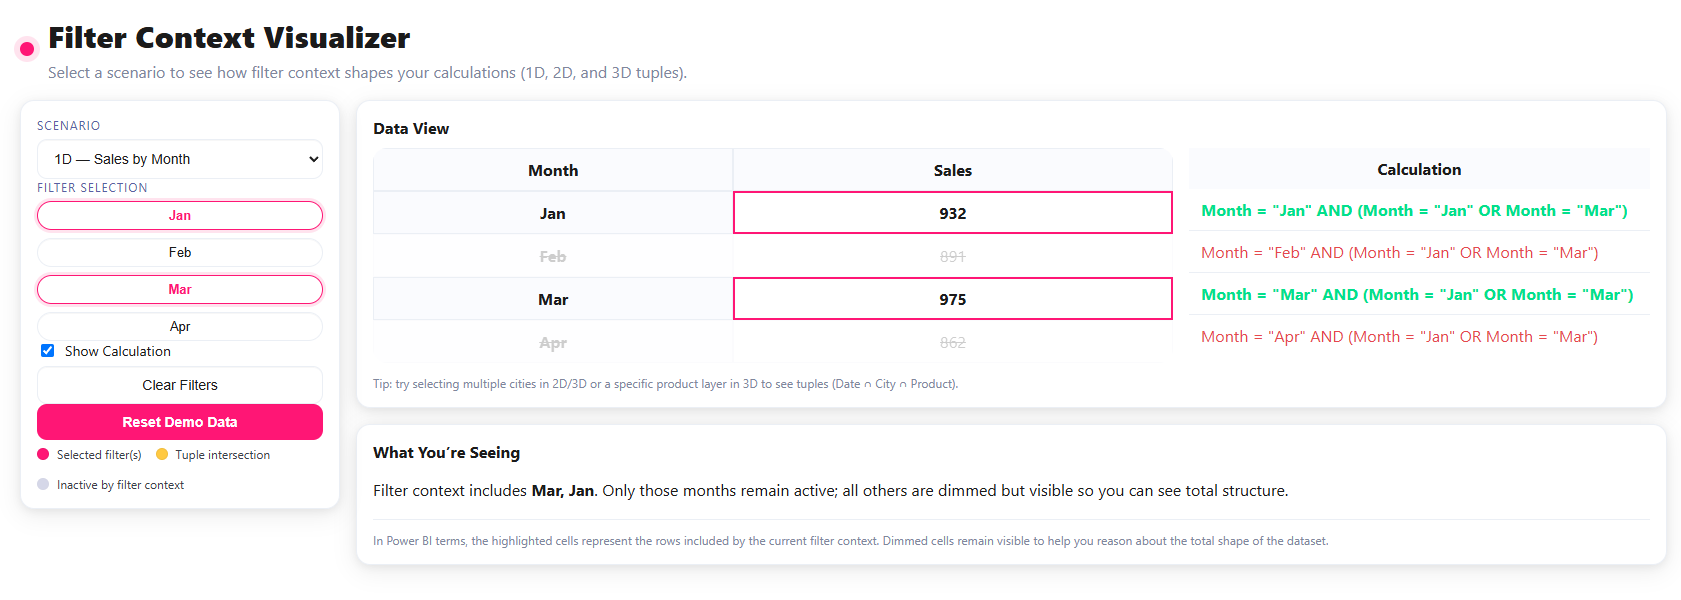 Filter Context Visualizer
Select a scenario to see how filter context shapes your calculations (1D, 2D, and 3D tuples).
SCENARIO
1D — Sales by Month
FILTER SELECTION
Jan
Feb
Mar
Apr
Show Calculation
Clear Filters
Reset Demo Data
Selected filter(s) Tuple intersection
Inactive by filter context
Data View
Month Sales Calculation
Jan 932 Month = "Jan" AND (Month = "Jan" OR Month = "Mar")
Feb 891 Month = "Feb" AND (Month = "Jan" OR Month = "Mar")
Mar 975 Month = "Mar" AND (Month = "Jan" OR Month = "Mar")
Apr 862 Month = "Apr" AND (Month = "Jan" OR Month = "Mar")
Tip: try selecting multiple cities in 2D/3D or a specific product layer in 3D to see tuples (Date ∩ City ∩ Product).
What You’re Seeing
Filter context includes Mar, Jan. Only those months remain active; all others are dimmed but visible so you can see total structure.
In Power BI terms, the highlighted cells represent the rows included by the current filter context. Dimmed cells remain visible to help you reason about the total shape of the dataset.